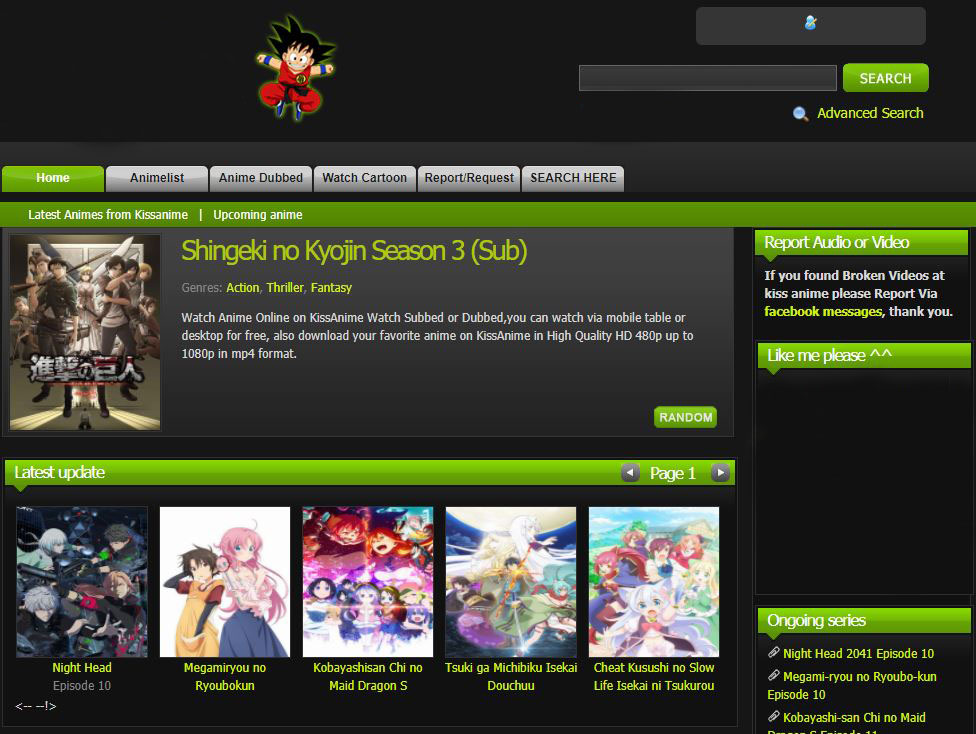 SEARCH
Advanced Search
Home
Animelist
Anime Dubbed
Watch Cartoon
Report/Request
SEARCH HERE
Latest Animes from Kissanime | Upcoming anime
Shingeki no Kyojin Season 3 (Sub)
Genres: Action, Thriller, Fantasy
Watch Anime Online on KissAnime Watch Subbed or Dubbed,you can watch via mobile table or
desktop for free, also download your favorite anime on KissAnime in High Quality HD 480p up to
1080p in mp4 format.
進撃の巨人
RANDOM
Report Audio or Video
If you found Broken Videos at
kiss anime please Report Via
facebook messages, thank you.
Like me please ^^
Latest update
Page 1
Night Head
Episode 10
Megamiryou no
Ryoubokun
Kobayashisan Chi no
Maid Dragon S
Tsuki ga Michibiku Isekai
Douchuu
Cheat Kusushi no Slow
Life Isekai ni Tsukurou
<-- --!>
Ongoing series
Night Head 2041 Episode 10
Megami-ryou no Ryoubo-kun
Episode 10
Kobayashi-san Chi no Maid
Dragon S Episode 11